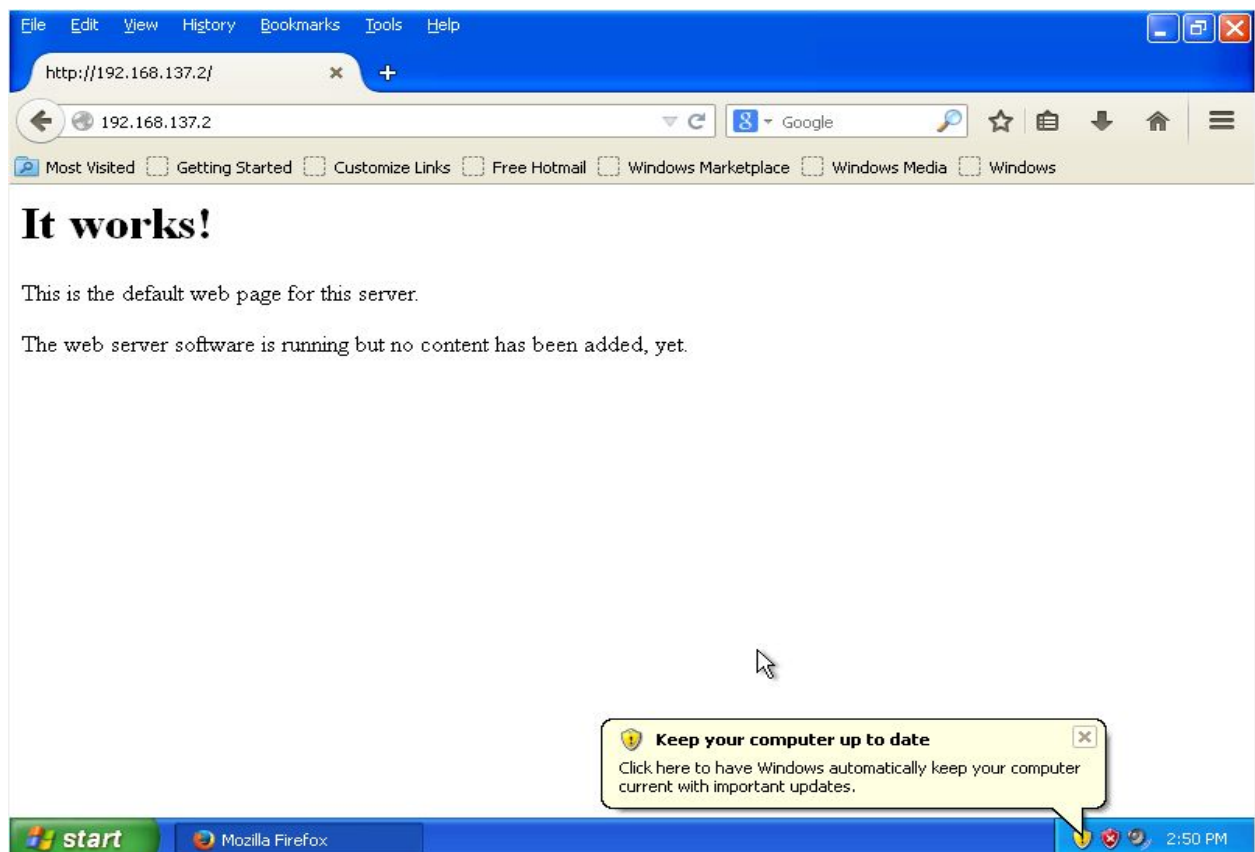 File Edit View History Bookmarks Tools Help
http://192.168.137.2/
192.168.137.2 Google
Most Visited Getting Started Customize Links Free Hotmail Windows Marketplace Windows Media Windows
It works!
This is the default web page for this server.
The web server software is running but no content has been added, yet.
Keep your computer up to date
Click here to have Windows automatically keep your computer
current with important updates.
start Mozilla Firefox 2:50 PM